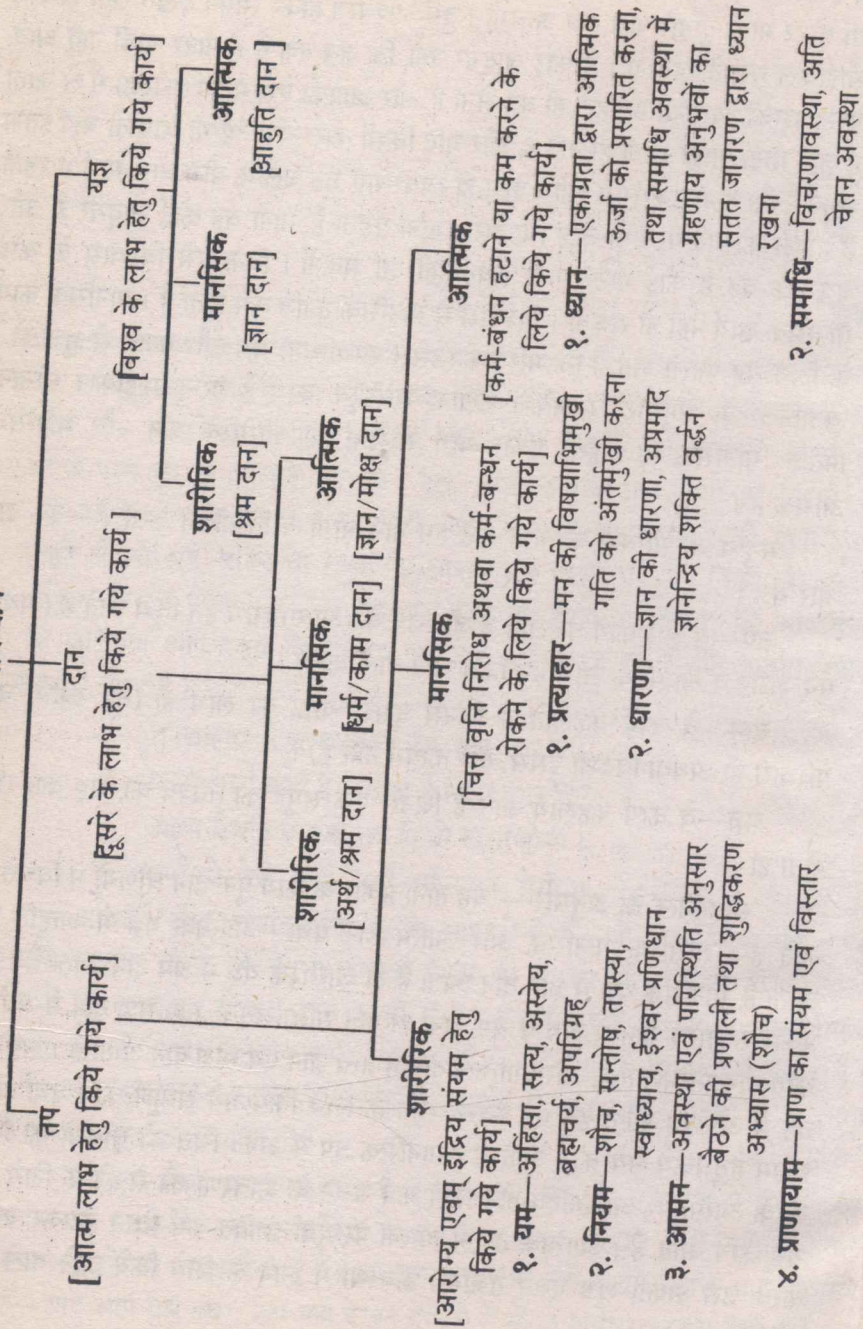 तप
दान
यज्ञ
[आत्म लाभ हेतु किये गये कार्य]
[दूसरे के लाभ हेतु किये गये कार्य ]
[विश्व के लाभ हेतु किये गये कार्य]
शारीरिक
मानसिक
आत्मिक
[श्रम दान]
[ज्ञान दान]
[आहुति दान]
शारीरिक
मानसिक
आत्मिक
[अर्थ/श्रम दान]
[धर्म/काम दान]
[ज्ञान/मोक्ष दान]
शारीरिक
[आरोग्य एवम् इंद्रिय संयम हेतु
किये गये कार्य]
१. यम—अहिंसा, सत्य, अस्तेय,
ब्रह्मचर्य, अपरिग्रह
२. नियम—शौच, सन्तोष, तपस्या,
स्वाध्याय, ईश्वर प्रणिधान
३. आसन—अवस्था एवं परिस्थिति अनुसार
बैठने की प्रणाली तथा शुद्धिकरण
अभ्यास (शौच)
४. प्राणायाम—प्राण का संयम एवं विस्तार
मानसिक
[चित्त वृत्ति निरोध अथवा कर्म-बन्धन
रोकने के लिये किये गये कार्य]
१. प्रत्याहार—मन की विषयाभिमुखी
गति को अंतर्मुखी करना
२. धारणा—ज्ञान की धारणा, अप्रमाद
ज्ञानेन्द्रिय शक्ति वर्द्धन
आत्मिक
[कर्म-बंधन हटाने या कम करने के
लिये किये गये कार्य]
१. ध्यान—एकाग्रता द्वारा आत्मिक
ऊर्जा को प्रसारित करना,
तथा समाधि अवस्था में
ग्रहणीय अनुभवों का
सतत जागरण द्वारा ध्यान
रखना
२. समाधि—विचरणावस्था, अति
चेतन अवस्था